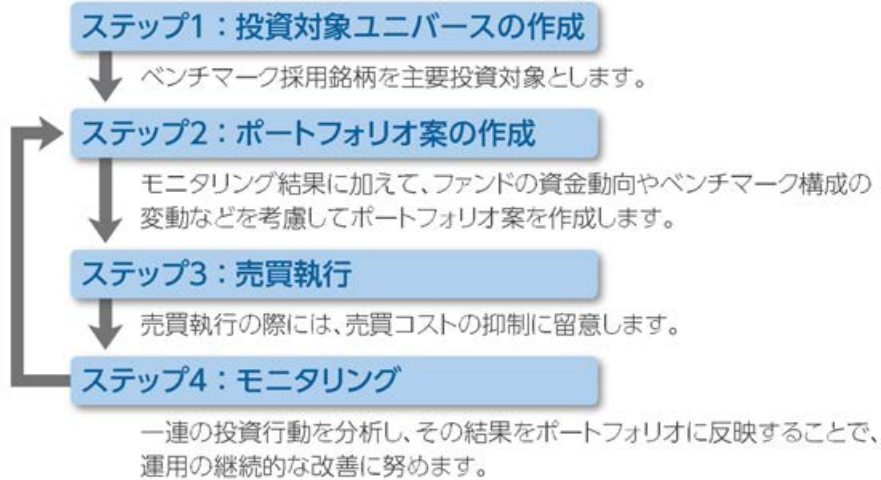 ステップ1：投資対象ユニバースの作成
ベンチマーク採用銘柄を主要投資対象とします。
ステップ2：ポートフォリオ案の作成
モニタリング結果に加えて、ファンドの資金動向やベンチマーク構成の
変動などを考慮してポートフォリオ案を作成します。
ステップ3：売買執行
売買執行の際には、売買コストの抑制に留意します。
ステップ4：モニタリング
一連の投資行動を分析し、その結果をポートフォリオに反映することで、
運用の継続的な改善に努めます。